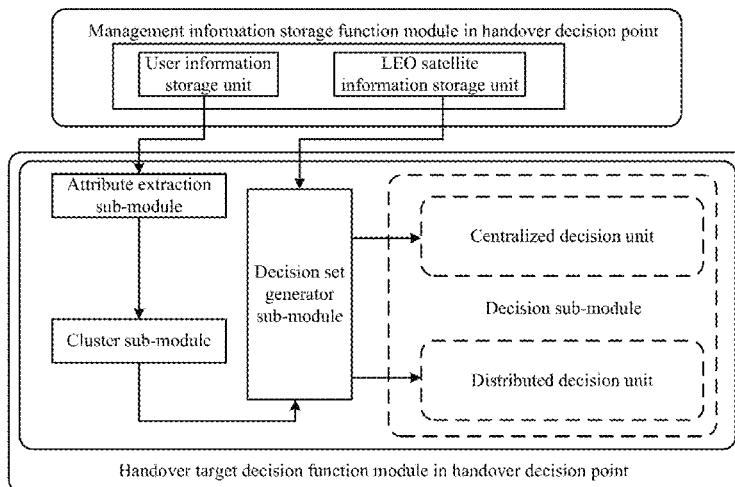 Management information storage function module in handover decision point
User information
storage unit
LEO satellite
information storage unit
Attribute extraction
sub-module
Cluster sub-module
Decision set
generator
sub-module
Centralized decision unit
Decision sub-module
Distributed decision unit
Handover target decision function module in handover decision point